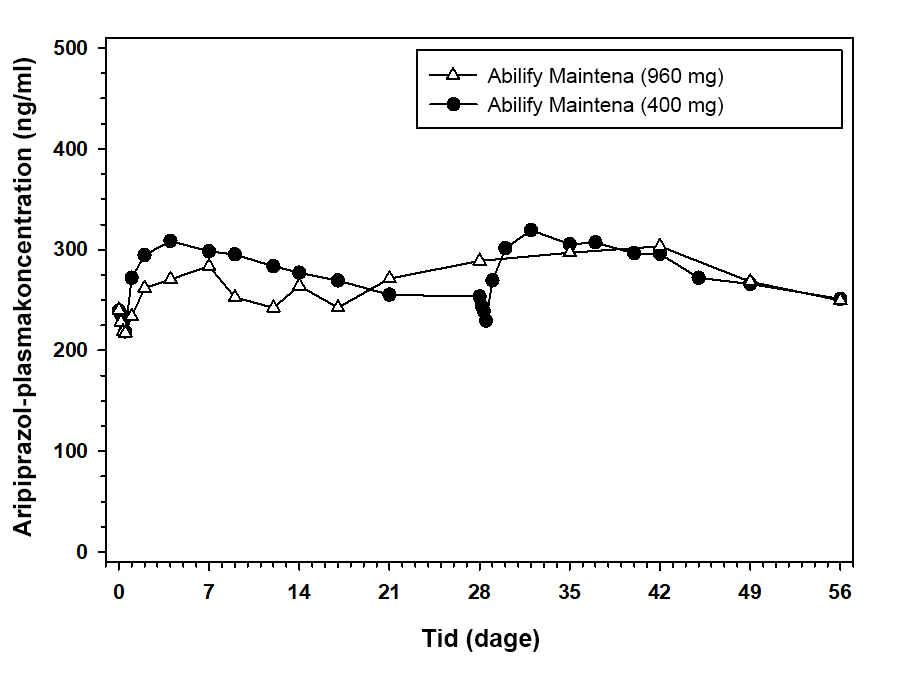 Aripiprazol-plasmakoncentration (ng/ml)
500
400
300
200
100
0
Abilify Maintena (960 mg)
Abilify Maintena (400 mg)
0 7 14 21 28 35 42 49 56
Tid (dage)